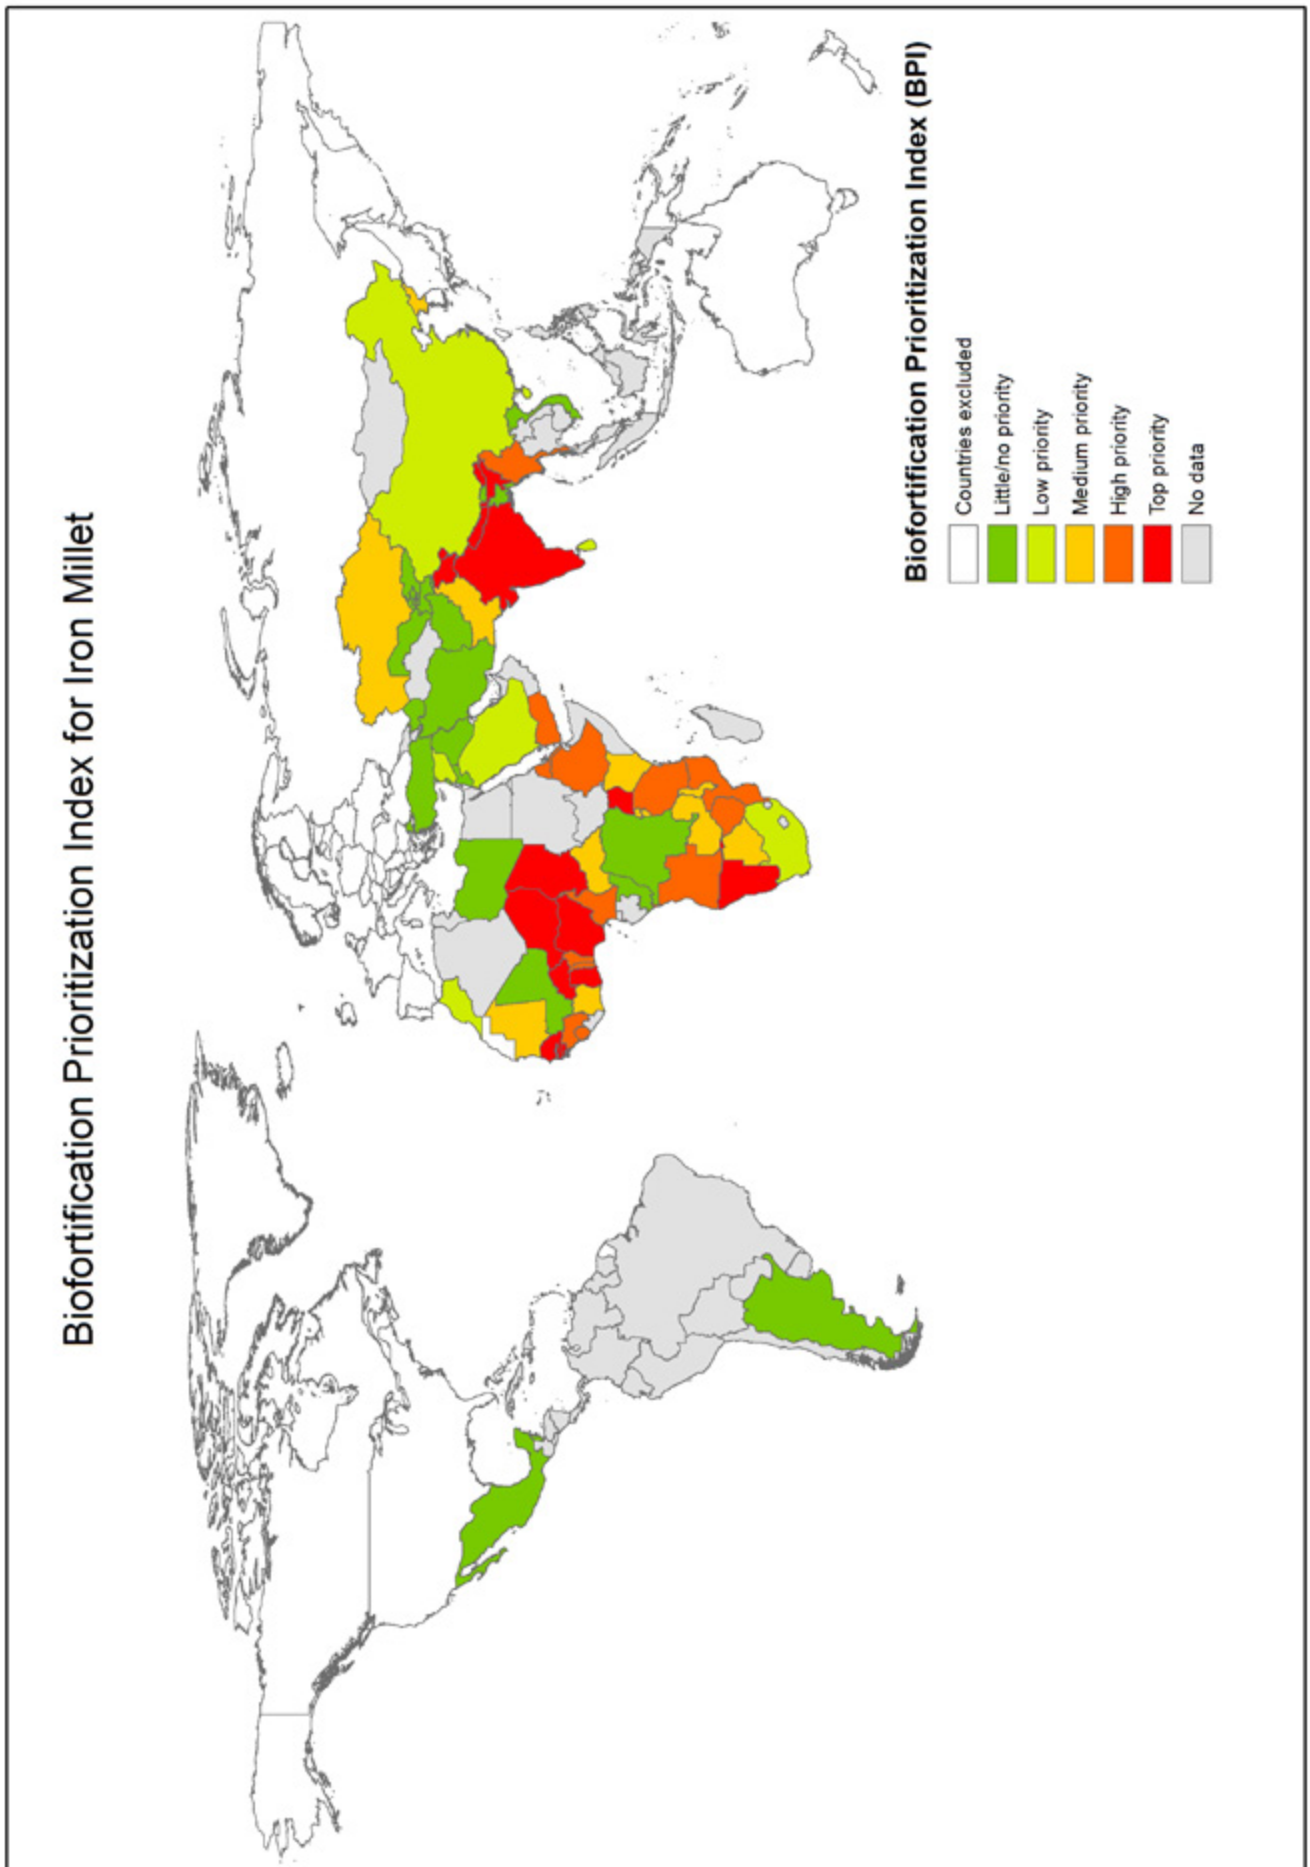 Biofortification Prioritization Index for Iron Millet
Biofortification Prioritization Index (BPI)
Countries excluded
Little/no priority
Low priority
Medium priority
High priority
Top priority
No data